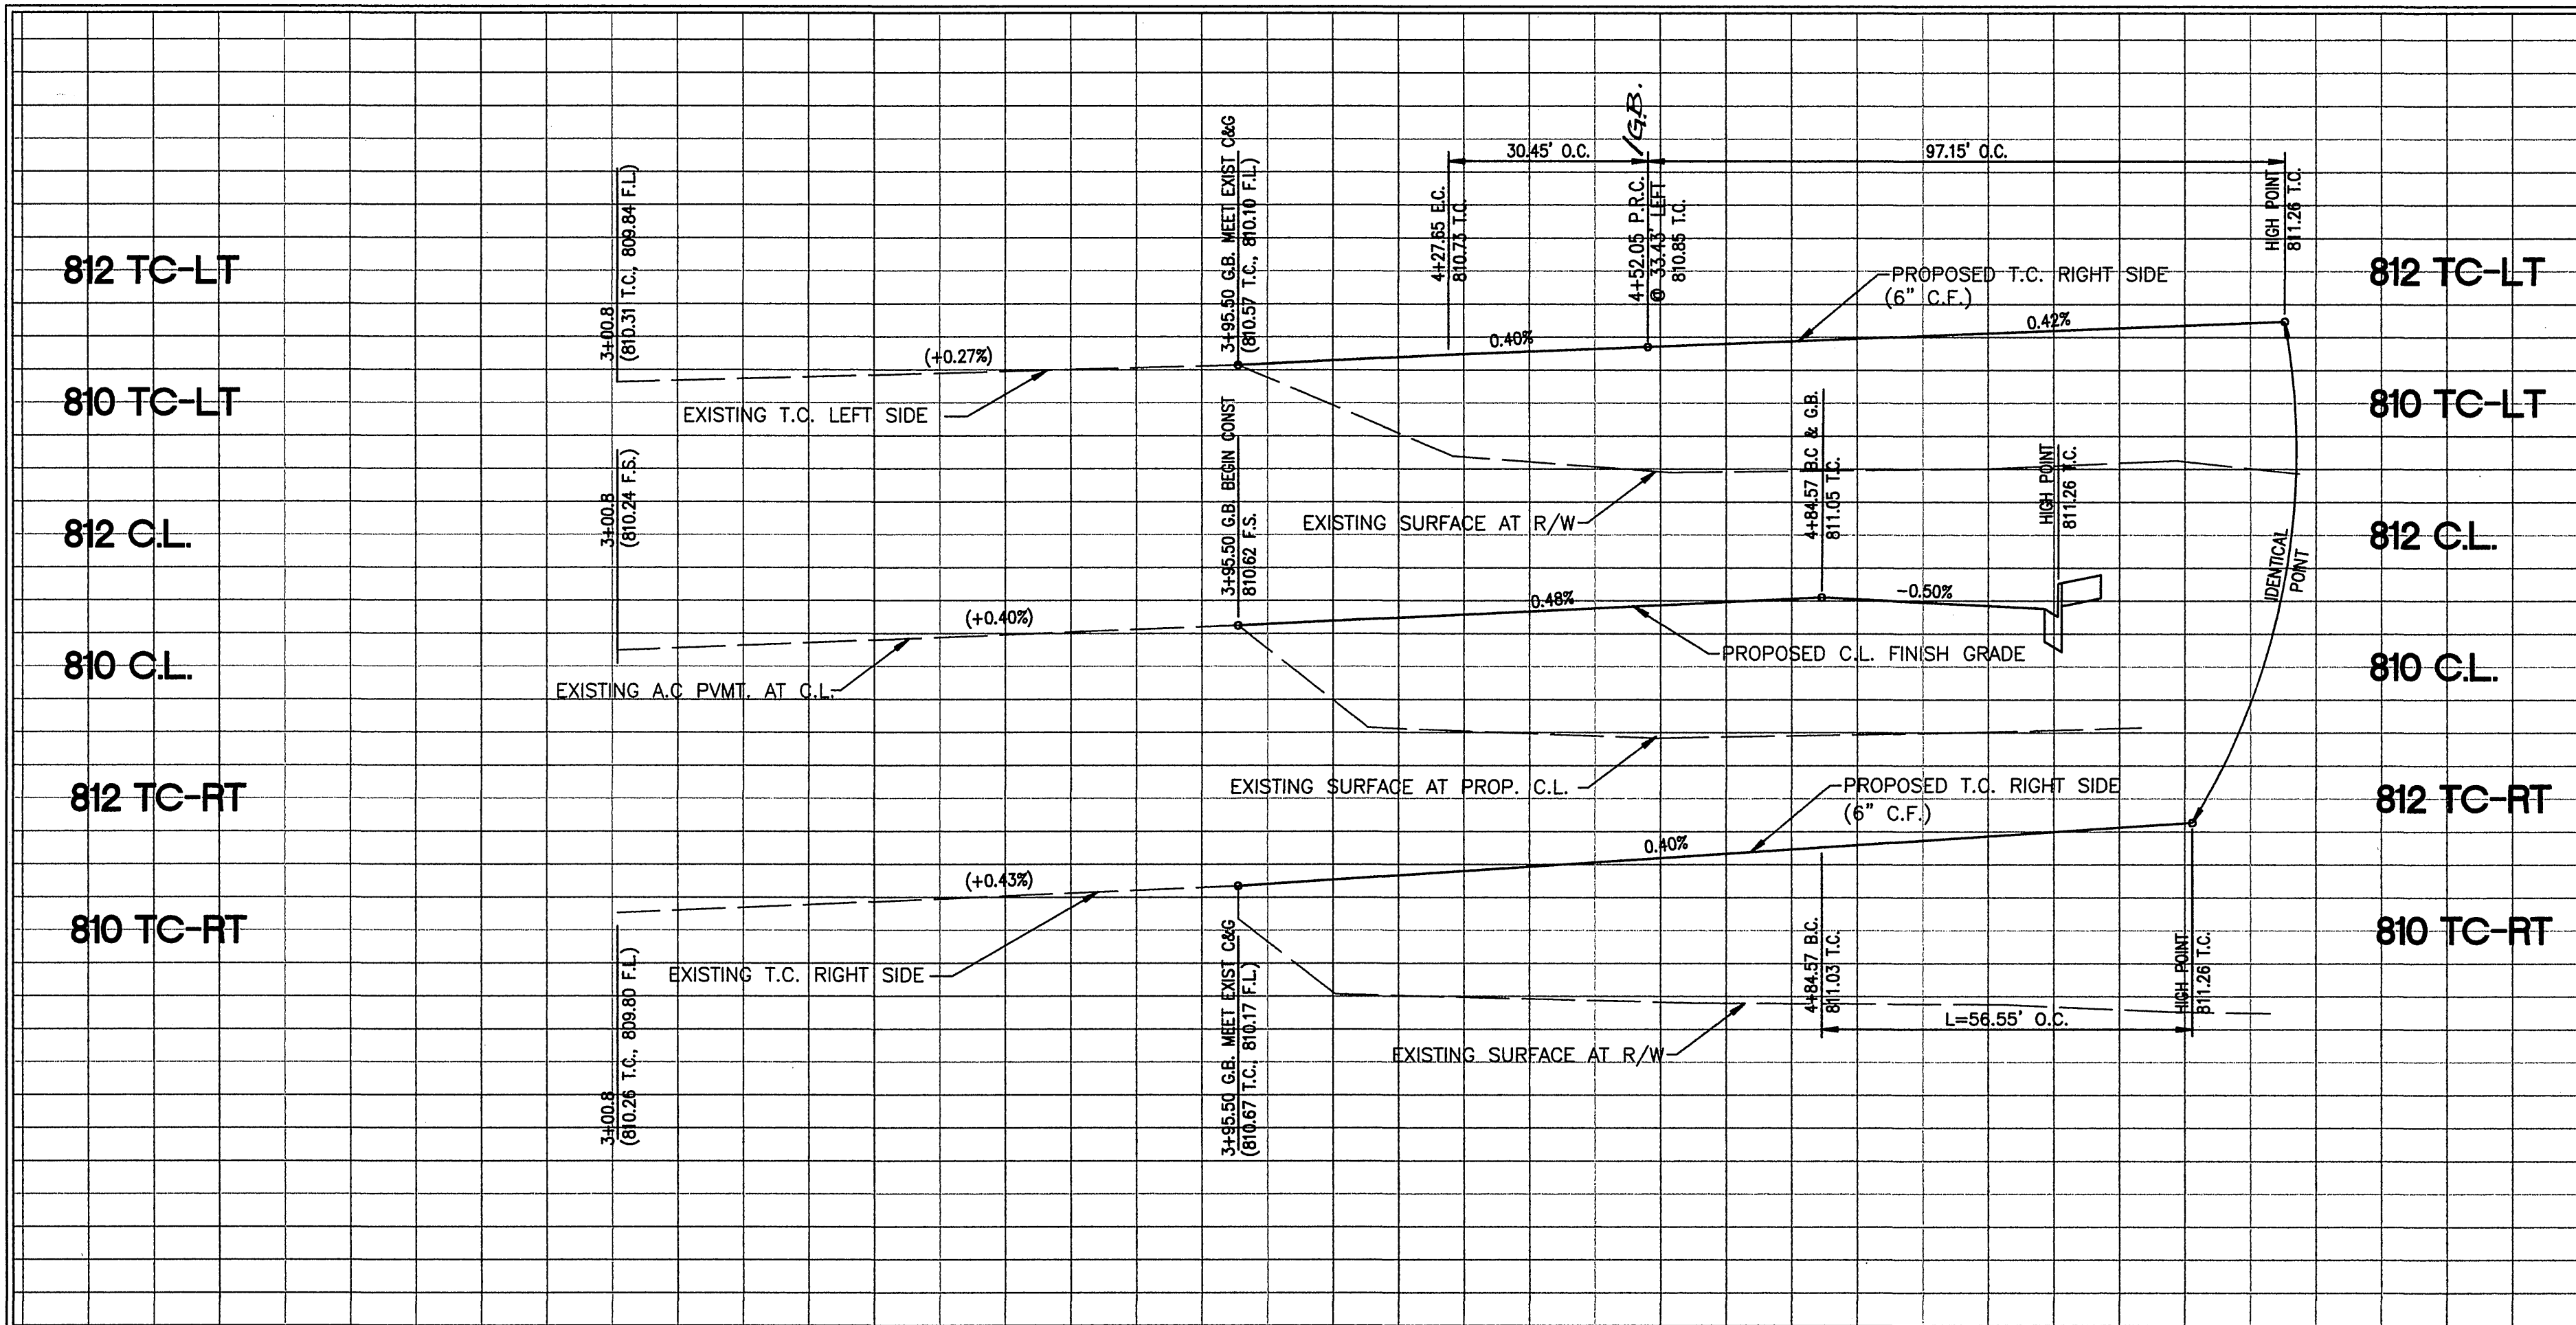 /G.B.
30.45' O.C.
97.15' O.C.
3+00.8
(810.31 T.C., 809.84 F.L.)
3+95.50 G.B. MEET EXIST C&G
(810.57 T.C., 810.10 F.L.)
4+27.65 E.C.
810.73 T.C.
4+52.05 P.R.C.
@ 33.43' LEFT
810.85 T.C.
HIGH POINT
811.26 T.C.
812 TC-LT
PROPOSED T.C. RIGHT SIDE
(6" C.F.)
812 TC-LT
(+0.27%)
0.40%
0.42%
810 TC-LT
EXISTING T.C. LEFT SIDE
810 TC-LT
3+00.8
(810.24 F.S.)
3+95.50 G.B. BEGIN CONST
810.62 F.S.
EXISTING SURFACE AT R/W
4+84.57 B.C & G.B.
811.05 T.C.
HIGH POINT
811.26 T.C.
812 C.L.
812 C.L.
IDENTICAL
POINT
(+0.40%)
0.48%
-0.50%
810 C.L.
EXISTING A.C PVMT. AT C.L.
PROPOSED C.L. FINISH GRADE
810 C.L.
812 TC-RT
EXISTING SURFACE AT PROP. C.L.
PROPOSED T.C. RIGHT SIDE
(6" C.F.)
812 TC-RT
(+0.43%)
0.40%
810 TC-RT
810 TC-RT
EXISTING T.C. RIGHT SIDE
3+00.8
(810.26 T.C., 809.80 F.L.)
3+95.50 G.B. MEET EXIST C&G
(810.67 T.C., 810.17 F.L.)
4+84.57 B.C.
811.03 T.C.
HIGH POINT
811.26 T.C.
L=56.55' O.C.
EXISTING SURFACE AT R/W